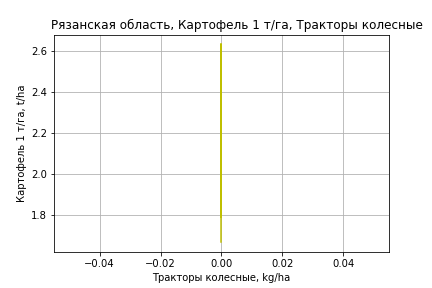 Рязанская область, Картофель 1 т/га, Тракторы колесные
2.6
2.4
2.2
2.0
1.8
Картофель 1 т/га, t/ha
−0.04 −0.02 0.00 0.02 0.04
Тракторы колесные, kg/ha